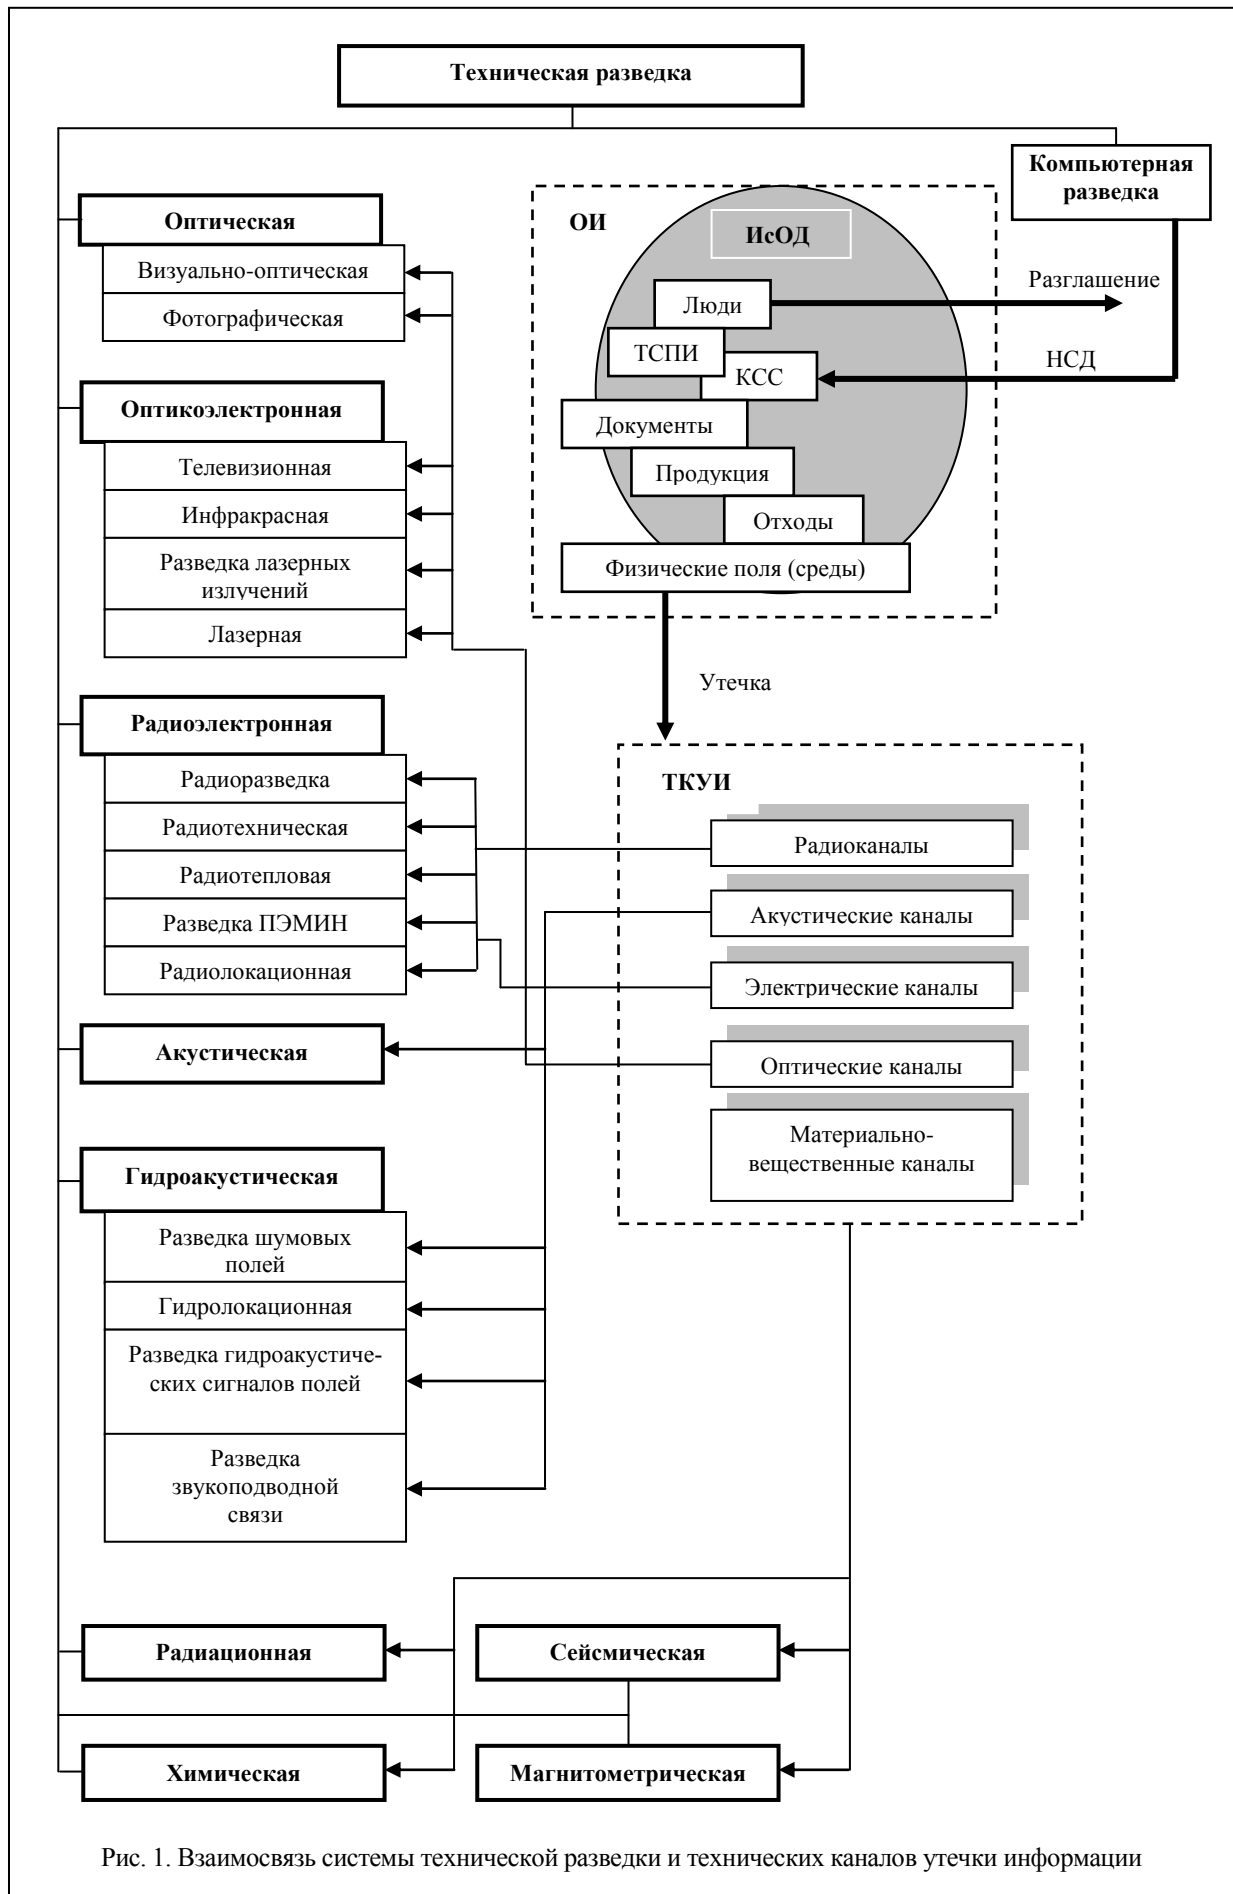 Техническая разведка
Компьютерная
разведка
Оптическая
Визуально-оптическая
Фотографическая
Оптикоэлектронная
Телевизионная
Инфракрасная
Разведка лазерных
излучений
Лазерная
Радиоэлектронная
Радиоразведка
Радиотехническая
Радиотепловая
Разведка ПЭМИН
Радиолокационная
Акустическая
Гидроакустическая
Разведка шумовых
полей
Гидролокационная
Разведка гидроакустиче-
ских сигналов полей
Разведка
звукоподводной
связи
ОИ
ИсОД
Люди
ТСПИ
КСС
Документы
Продукция
Отходы
Физические поля (среды)
Разглашение
НСД
Утечка
ТКУИ
Радиоканалы
Акустические каналы
Электрические каналы
Оптические каналы
Материально-
вещественные каналы
Радиационная
Сейсмическая
Химическая
Магнитометрическая
Рис. 1. Взаимосвязь системы технической разведки и технических каналов утечки информации